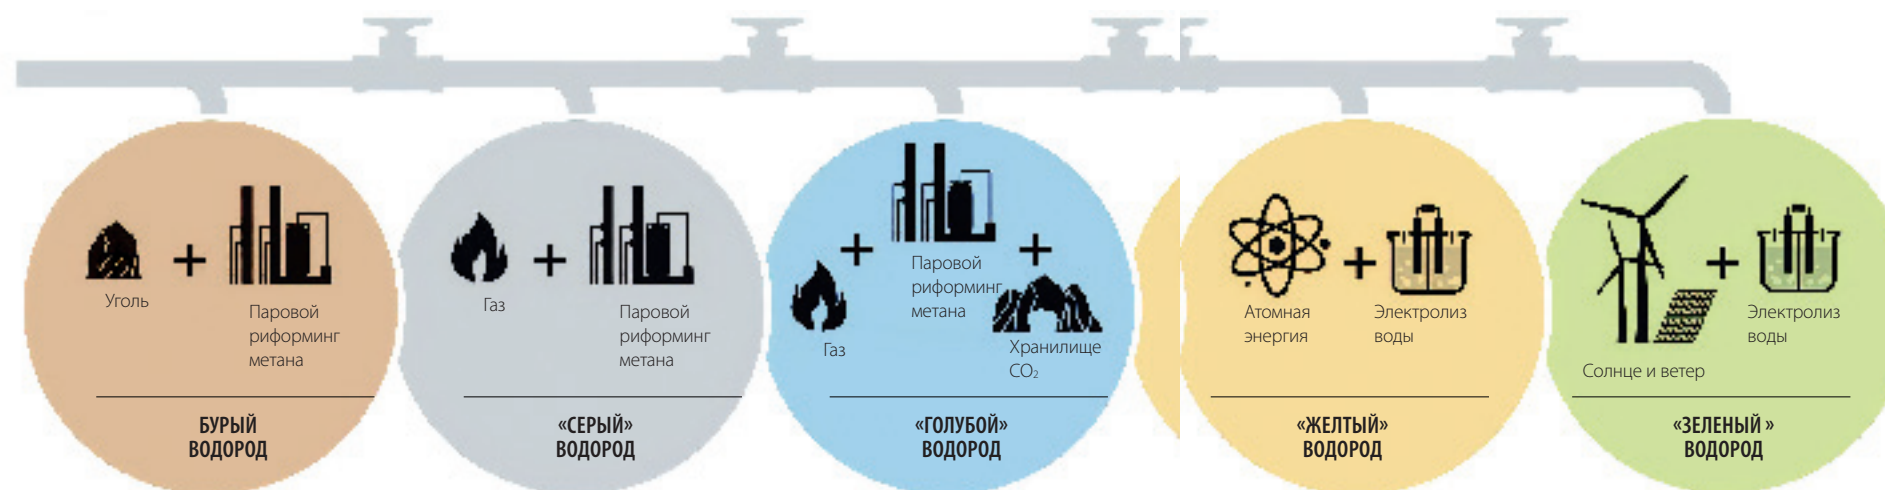 Уголь
Паровой
риформинг
метана
БУРЫЙ
ВОДОРОД
Газ
Паровой
риформинг
метана
«СЕРЫЙ»
ВОДОРОД
Газ
Паровой
риформинг
метана
Хранилище
CO₂
«ГОЛУБОЙ»
ВОДОРОД
Атомная
энергия
Электролиз
воды
«ЖЕЛТЫЙ»
ВОДОРОД
Солнце и ветер
Электролиз
воды
«ЗЕЛЕНЫЙ »
ВОДОРОД